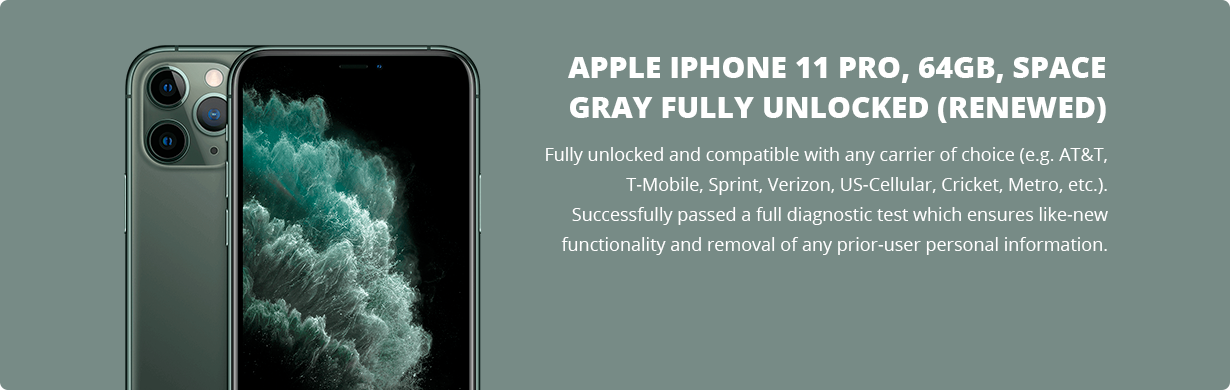 APPLE IPHONE 11 PRO, 64GB, SPACE
GRAY FULLY UNLOCKED (RENEWED)
Fully unlocked and compatible with any carrier of choice (e.g. AT&T,
T-Mobile, Sprint, Verizon, US-Cellular, Cricket, Metro, etc.).
Successfully passed a full diagnostic test which ensures like-new
functionality and removal of any prior-user personal information.